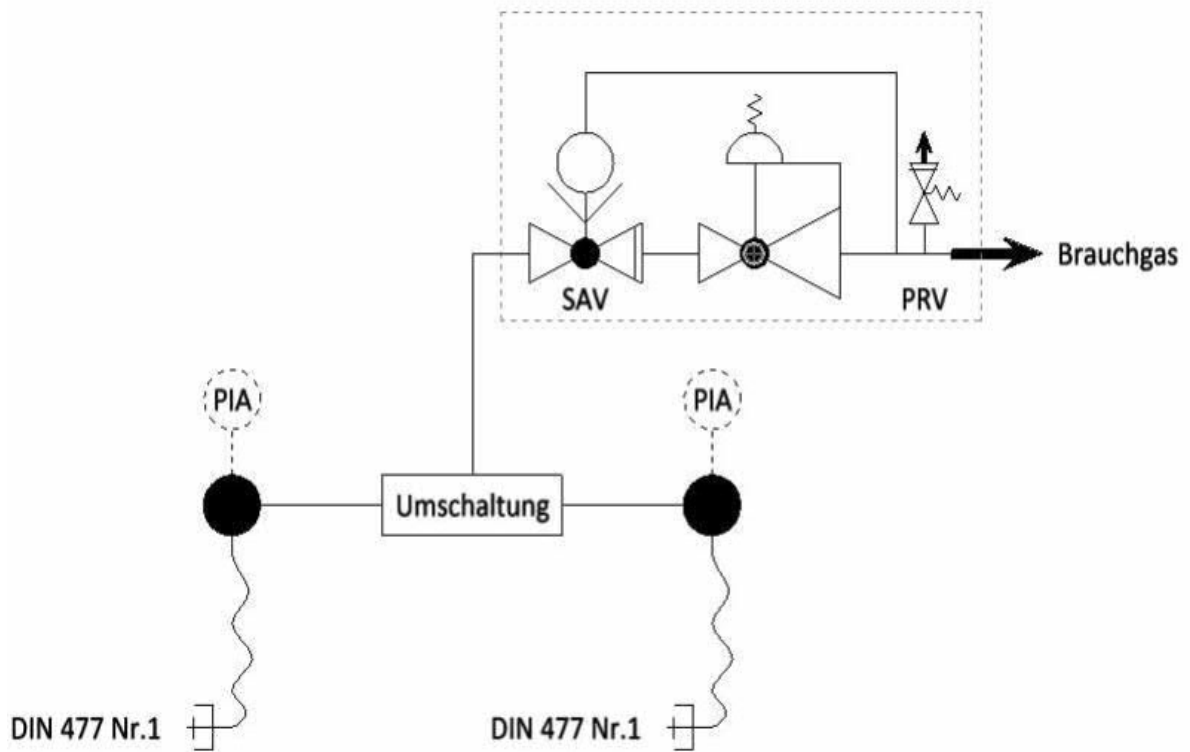 Brauchgas
SAV
PRV
PIA
PIA
Umschaltung
DIN 477 Nr.1
DIN 477 Nr.1